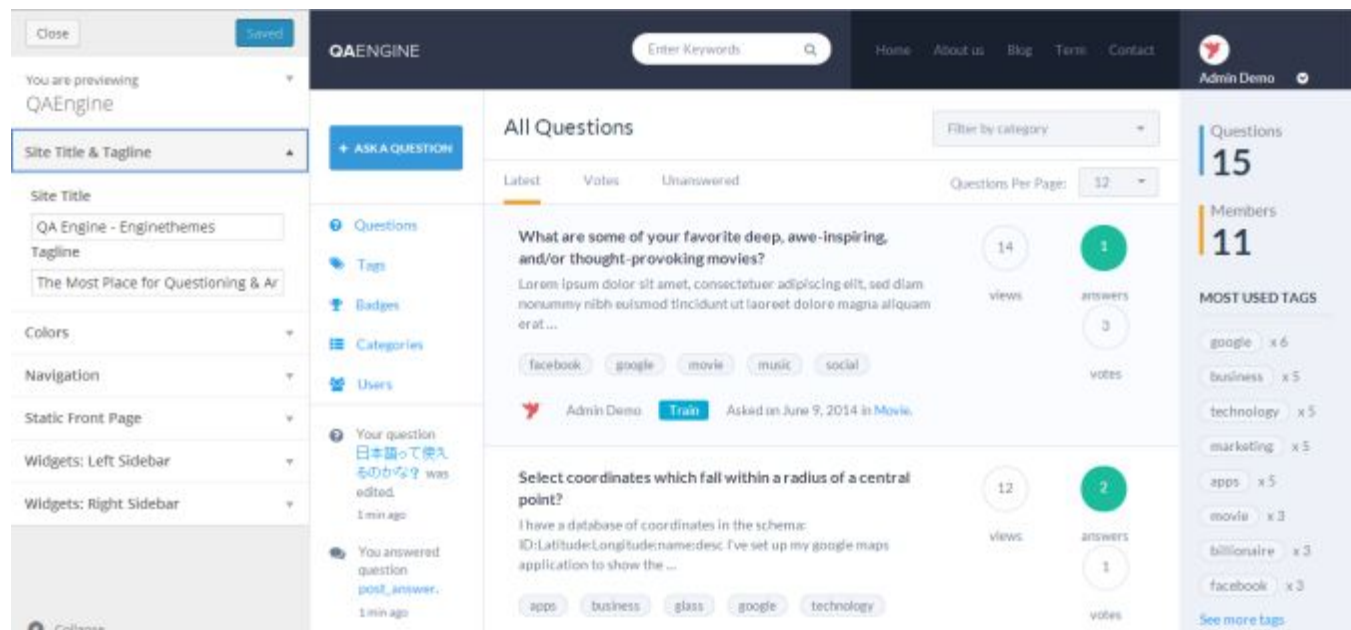 Close
Saved
You are previewing
QAEngine
Site Title & Tagline
Site Title
QA Engine - Enginethemes
Tagline
The Most Place for Questioning & Ar
Colors
Navigation
Static Front Page
Widgets: Left Sidebar
Widgets: Right Sidebar
Collapse
QAENGINE
Enter Keywords
Home About us Blog Term Contact
Admin Demo
+ ASK A QUESTION
Questions
Tags
Badges
Categories
Users
Your question
日本語って使え
るのかな? was
edited.
1 min ago
You answered
question
post_answer.
1 min ago
All Questions
Filter by category
Latest Votes Unanswered
Questions Per Page: 12
What are some of your favorite deep, awe-inspiring,
and/or thought-provoking movies?
Lorem ipsum dolor sit amet, consectetuer adipiscing elit, sed diam
nonummy nibh euismod tincidunt ut laoreet dolore magna aliquam
erat ...
facebook google movie music social
Admin Demo Train Asked on June 9, 2014 in Movie.
14
views
1
answers
3
votes
Select coordinates which fall within a radius of a central
point?
I have a database of coordinates in the schema:
ID:Latitude:Longitude:name:desc I've set up my google maps
application to show the ...
apps business glass google technology
12
views
2
answers
1
votes
Questions
15
Members
11
MOST USED TAGS
google x 6
business x 5
technology x 5
marketing x 5
apps x 5
movie x 3
billionaire x 3
facebook x 3
See more tags